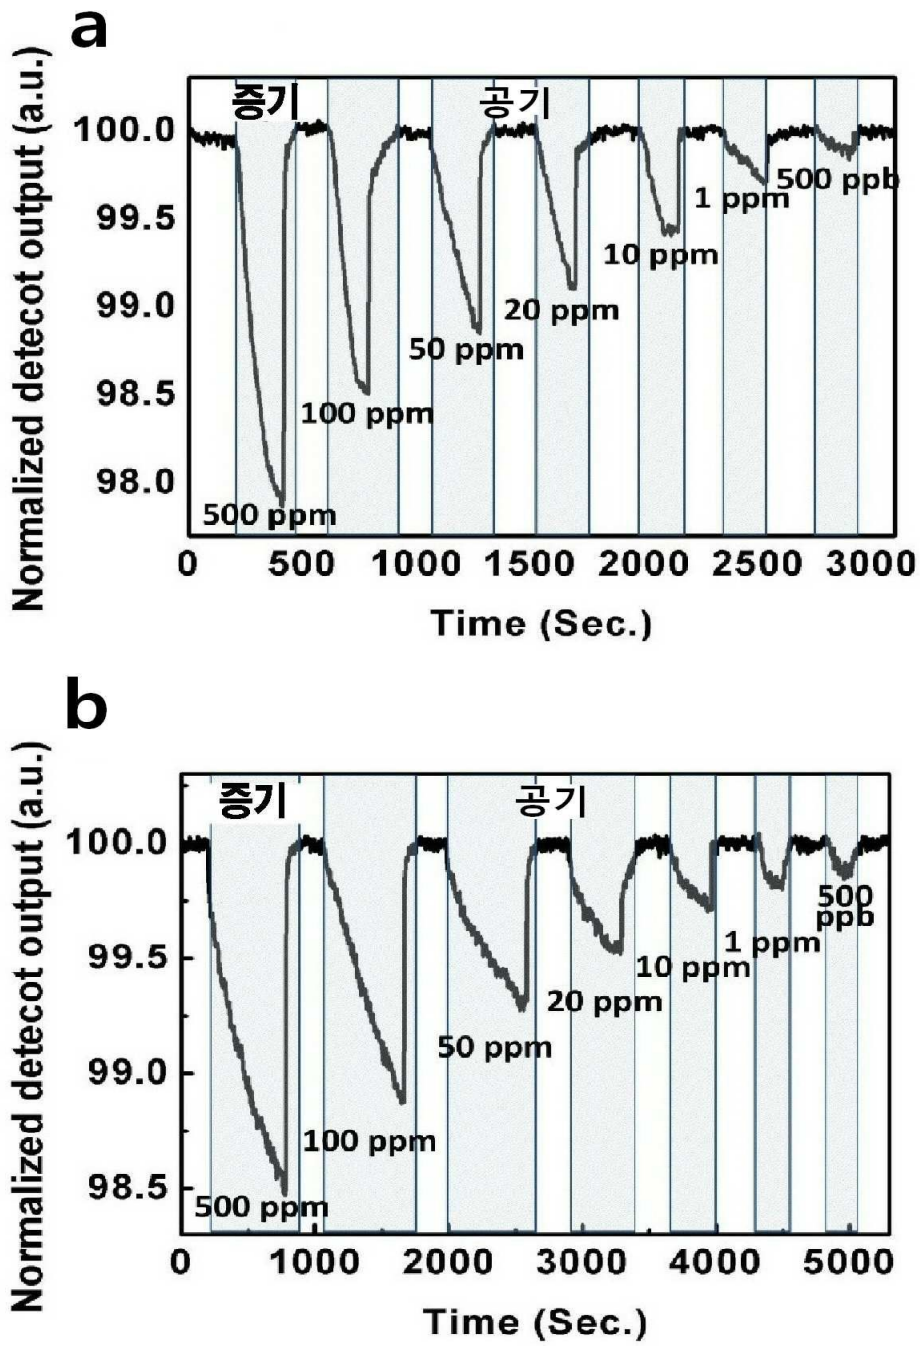 a
Normalized detecot output (a.u.)
증기 공기
100.0
99.5
99.0
98.5
98.0
500 ppm
100 ppm
50 ppm
20 ppm
10 ppm
1 ppm
500 ppb
0 500 1000 1500 2000 2500 3000
Time (Sec.)
b
Normalized detecot output (a.u.)
증기 공기
100.0
99.5
99.0
98.5
500 ppm
100 ppm
50 ppm
20 ppm
10 ppm
1 ppm
500
ppb
0 1000 2000 3000 4000 5000
Time (Sec.)